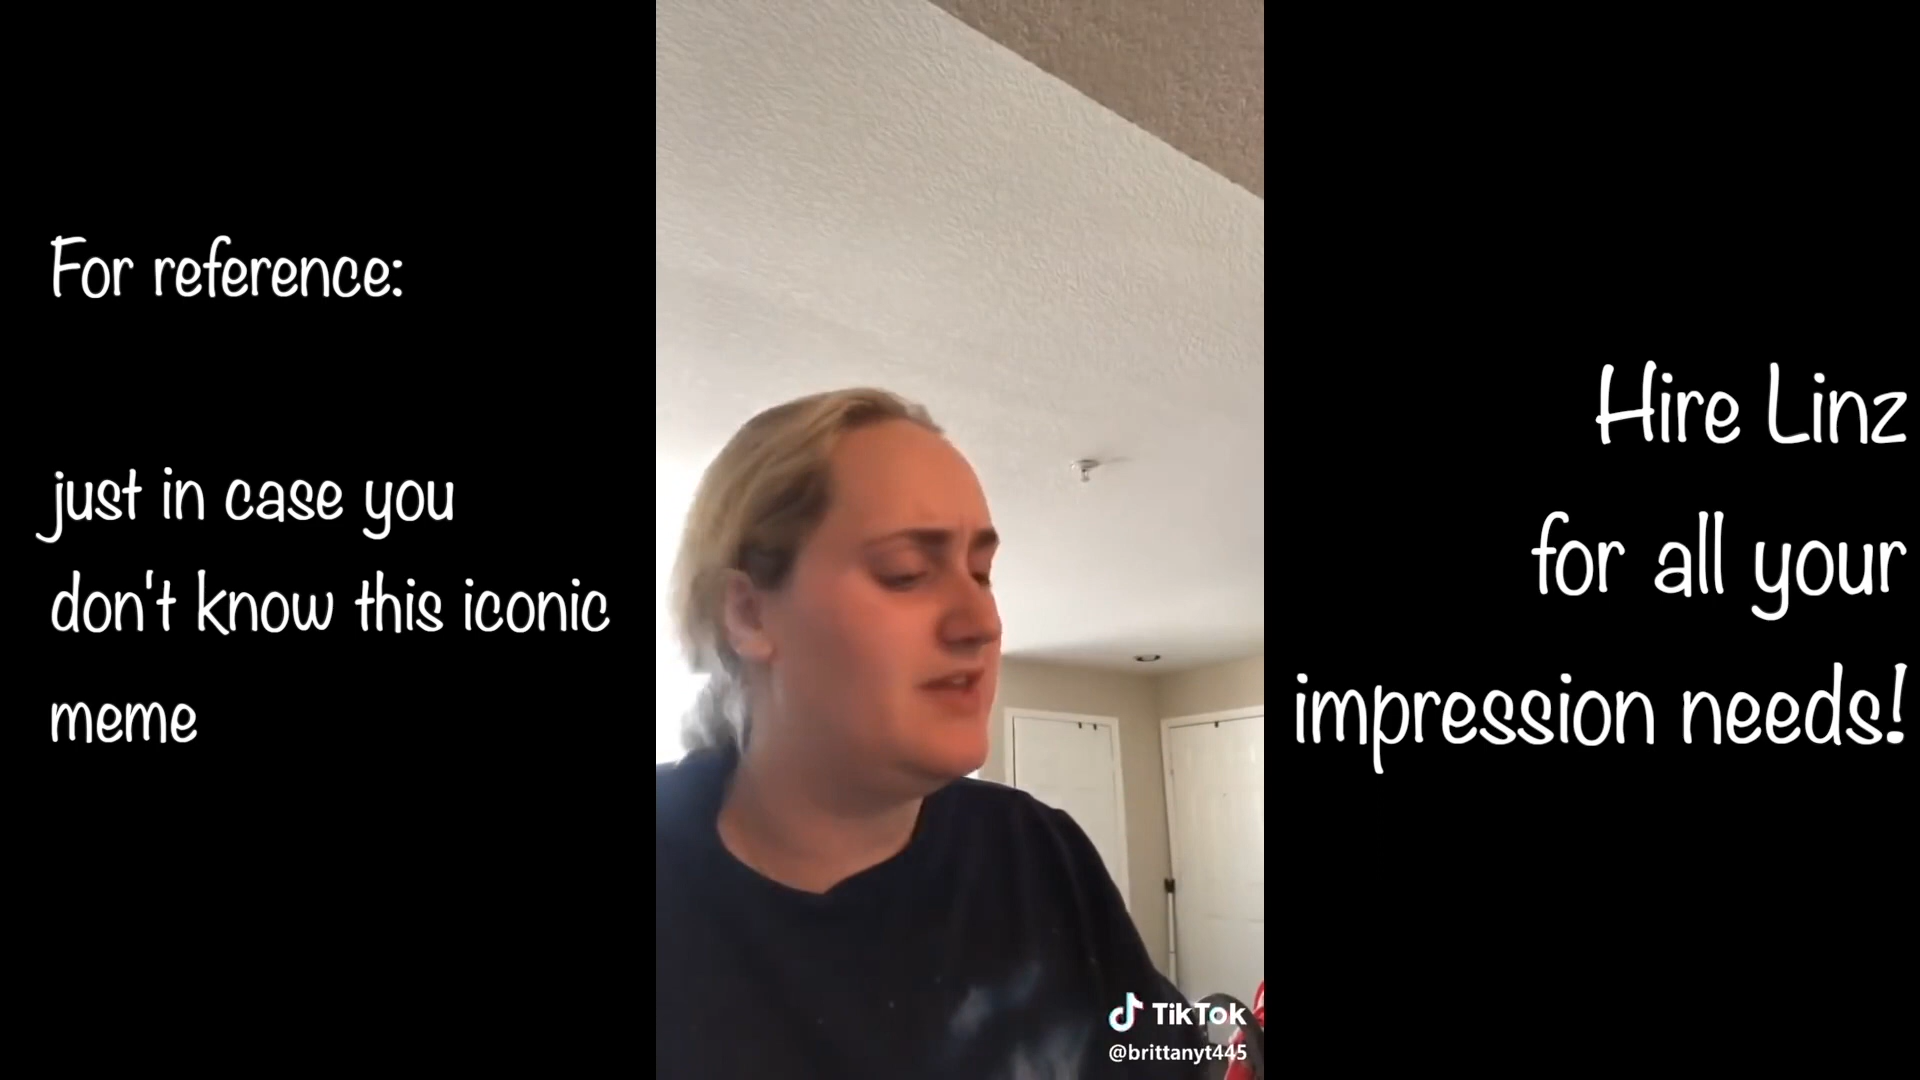 For reference:
just in case you
don't know this iconic
meme
Hire Linz
for all your
impression needs!
TikTok
@brittanyt445